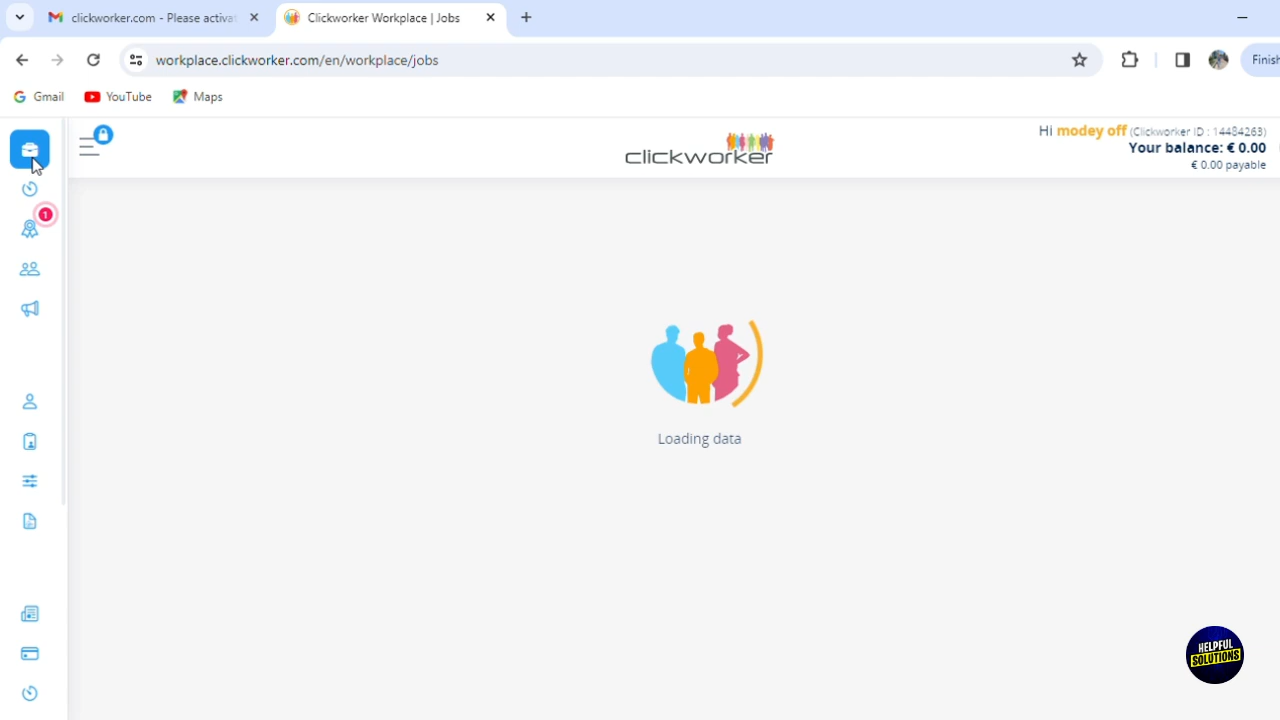 clickworker.com - Please activa
Clickworker Workplace | Jobs
workplace.clickworker.com/en/workplace/jobs
Finish
Gmail
YouTube
Maps
clickworker
Hi modey off (Clickworker ID : 14484263)
Your balance: € 0.00
€ 0.00 payable
1
Loading data
HELPFUL
SOLUTIONS